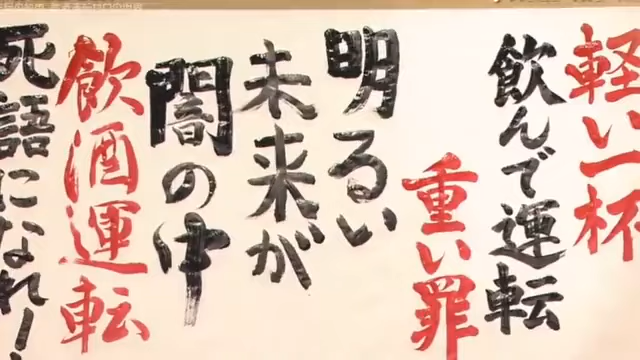 軽い一杯
飲んで運転
重い罪
明るい
未来が
闇の中
飲酒運転
死語になれー!